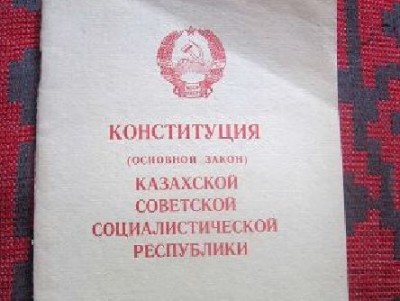 КОНСТИТУЦИЯ
(ОСНОВНОЙ ЗАКОН)
КАЗАХСКОЙ
СОВЕТСКОЙ
СОЦИАЛИСТИЧЕСКОЙ
РЕСПУБЛИКИ